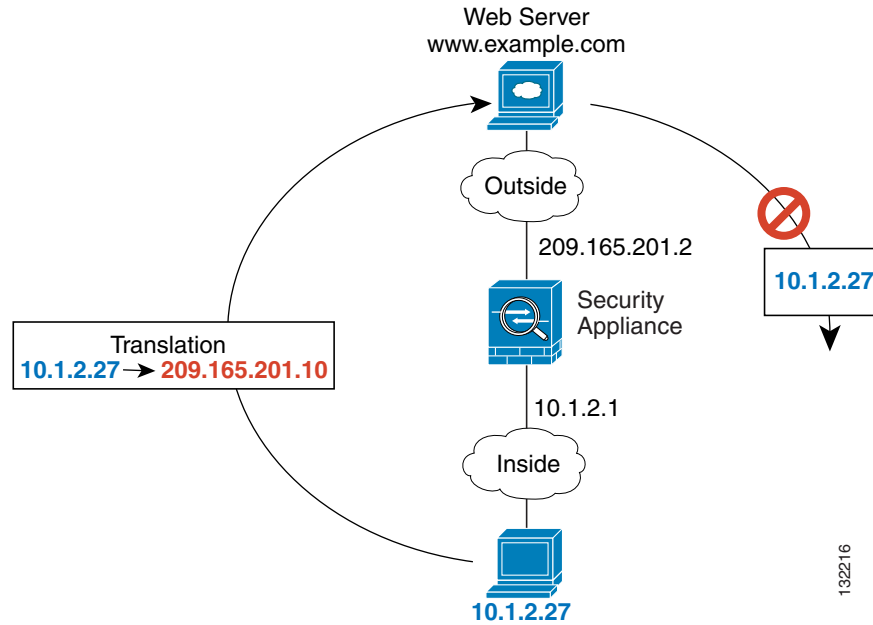 Web Server
www.example.com
Outside
209.165.201.2
10.1.2.27
Security
Appliance
Translation
10.1.2.27 209.165.201.10
10.1.2.1
Inside
10.1.2.27
132216